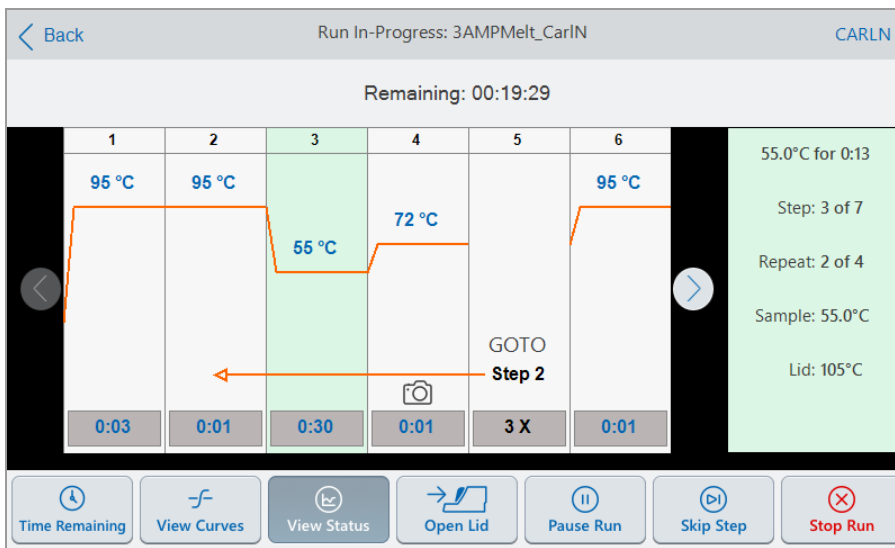 Back
Run In-Progress: 3AMPMelt_CarlN
CARLN
Remaining: 00:19:29
1 2 3 4 5 6
95 °C 95 °C 55 °C 72 °C 95 °C
GOTO
Step 2
0:03 0:01 0:30 0:01 3 X 0:01
55.0°C for 0:13
Step: 3 of 7
Repeat: 2 of 4
Sample: 55.0°C
Lid: 105°C
Time Remaining View Curves View Status Open Lid Pause Run Skip Step Stop Run